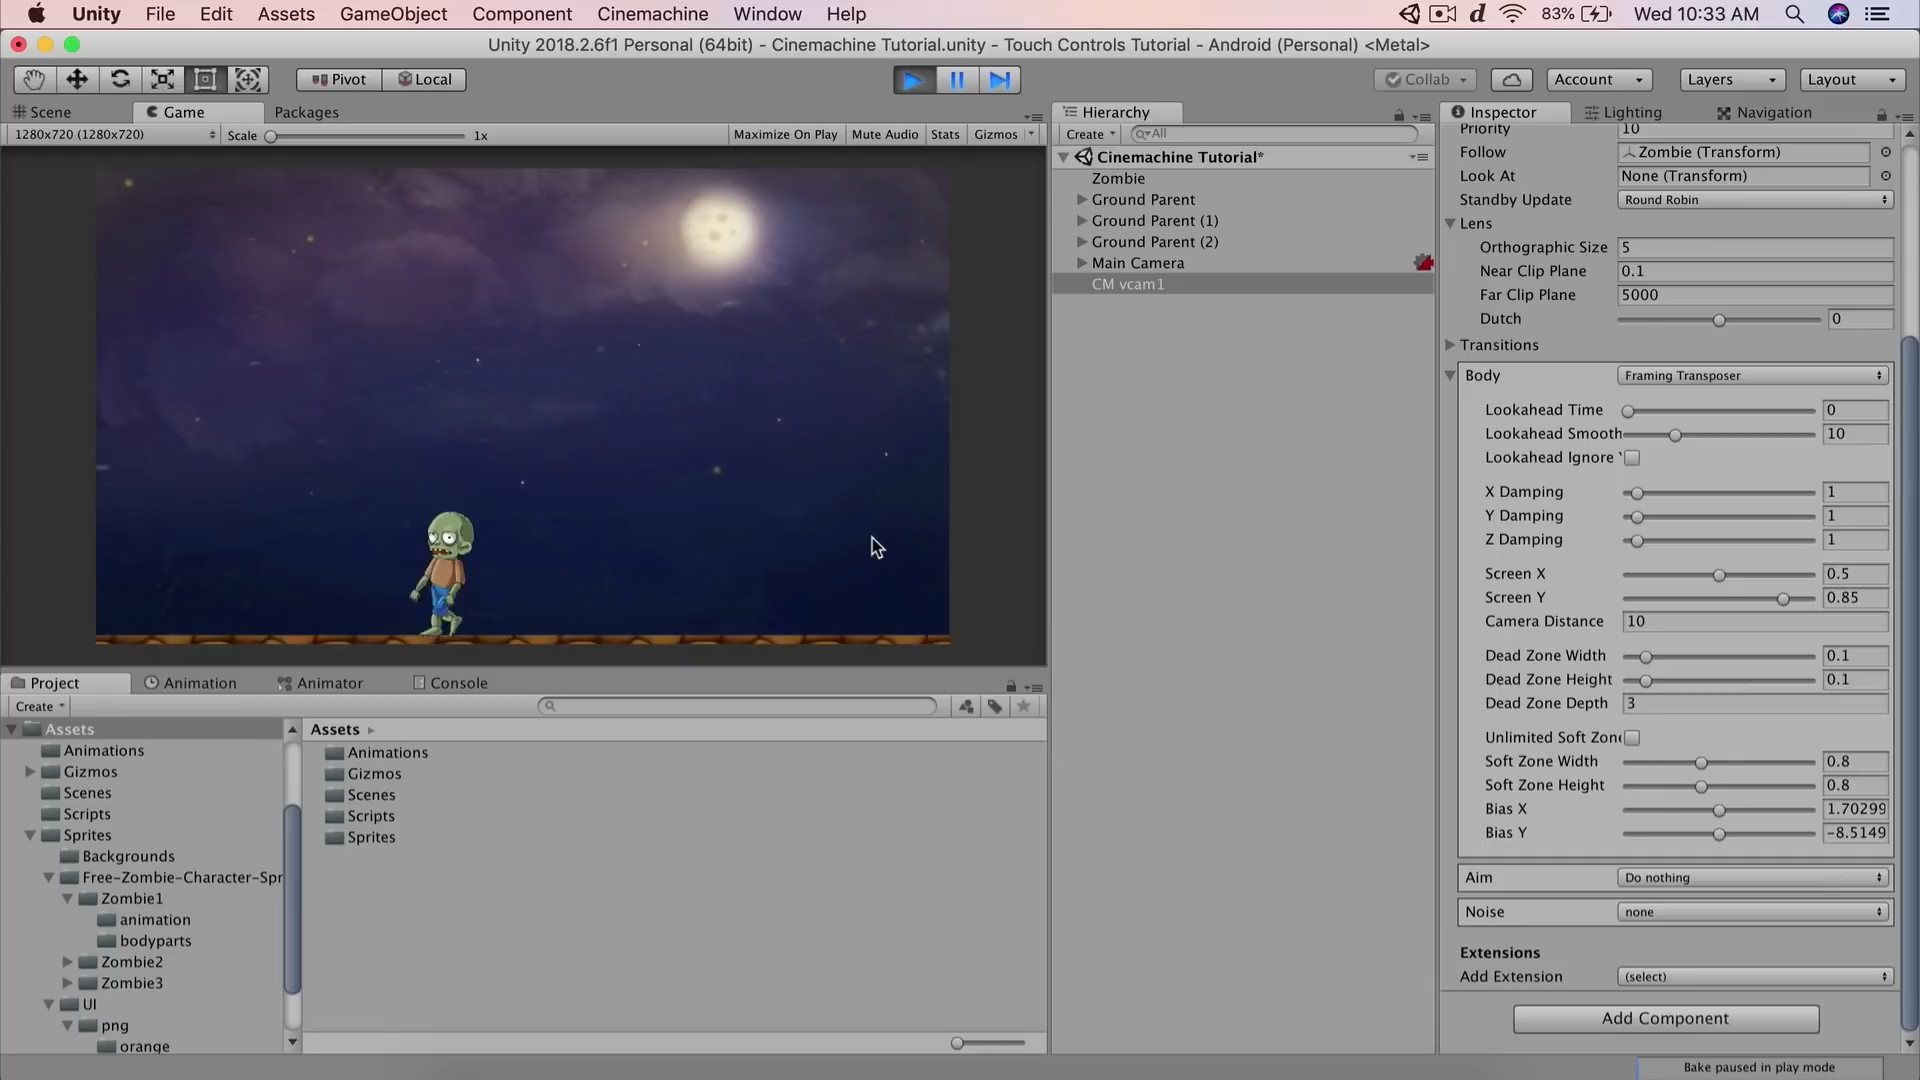 Unity File Edit Assets GameObject Component Cinemachine Window Help 83% Wed 10:33 AM
Unity 2018.2.6f1 Personal (64bit) - Cinemachine Tutorial.unity - Touch Controls Tutorial - Android (Personal) <Metal>
Pivot Local Collab Account Layers Layout
Scene Game Packages
1280x720 (1280x720) Scale 1x Maximize On Play Mute Audio Stats Gizmos
Hierarchy
Create All
Cinemachine Tutorial*
Zombie
Ground Parent
Ground Parent (1)
Ground Parent (2)
Main Camera
CM vcam1
Inspector Lighting Navigation
Priority 10
Follow Zombie (Transform)
Look At None (Transform)
Standby Update Round Robin
Lens
Orthographic Size 5
Near Clip Plane 0.1
Far Clip Plane 5000
Dutch 0
Transitions
Body Framing Transposer
Lookahead Time 0
Lookahead Smooth 10
Lookahead Ignore
X Damping 1
Y Damping 1
Z Damping 1
Screen X 0.5
Screen Y 0.85
Camera Distance 10
Dead Zone Width 0.1
Dead Zone Height 0.1
Dead Zone Depth 3
Unlimited Soft Zone
Soft Zone Width 0.8
Soft Zone Height 0.8
Bias X 1.70299
Bias Y -8.5149
Aim Do nothing
Noise none
Extensions
Add Extension (select)
Add Component
Project Animation Animator Console
Create
Assets
Animations
Gizmos
Scenes
Scripts
Sprites
Backgrounds
Free-Zombie-Character-Spr
Zombie1
animation
bodyparts
Zombie2
Zombie3
UI
png
orange
Assets
Animations
Gizmos
Scenes
Scripts
Sprites
Bake paused in play mode